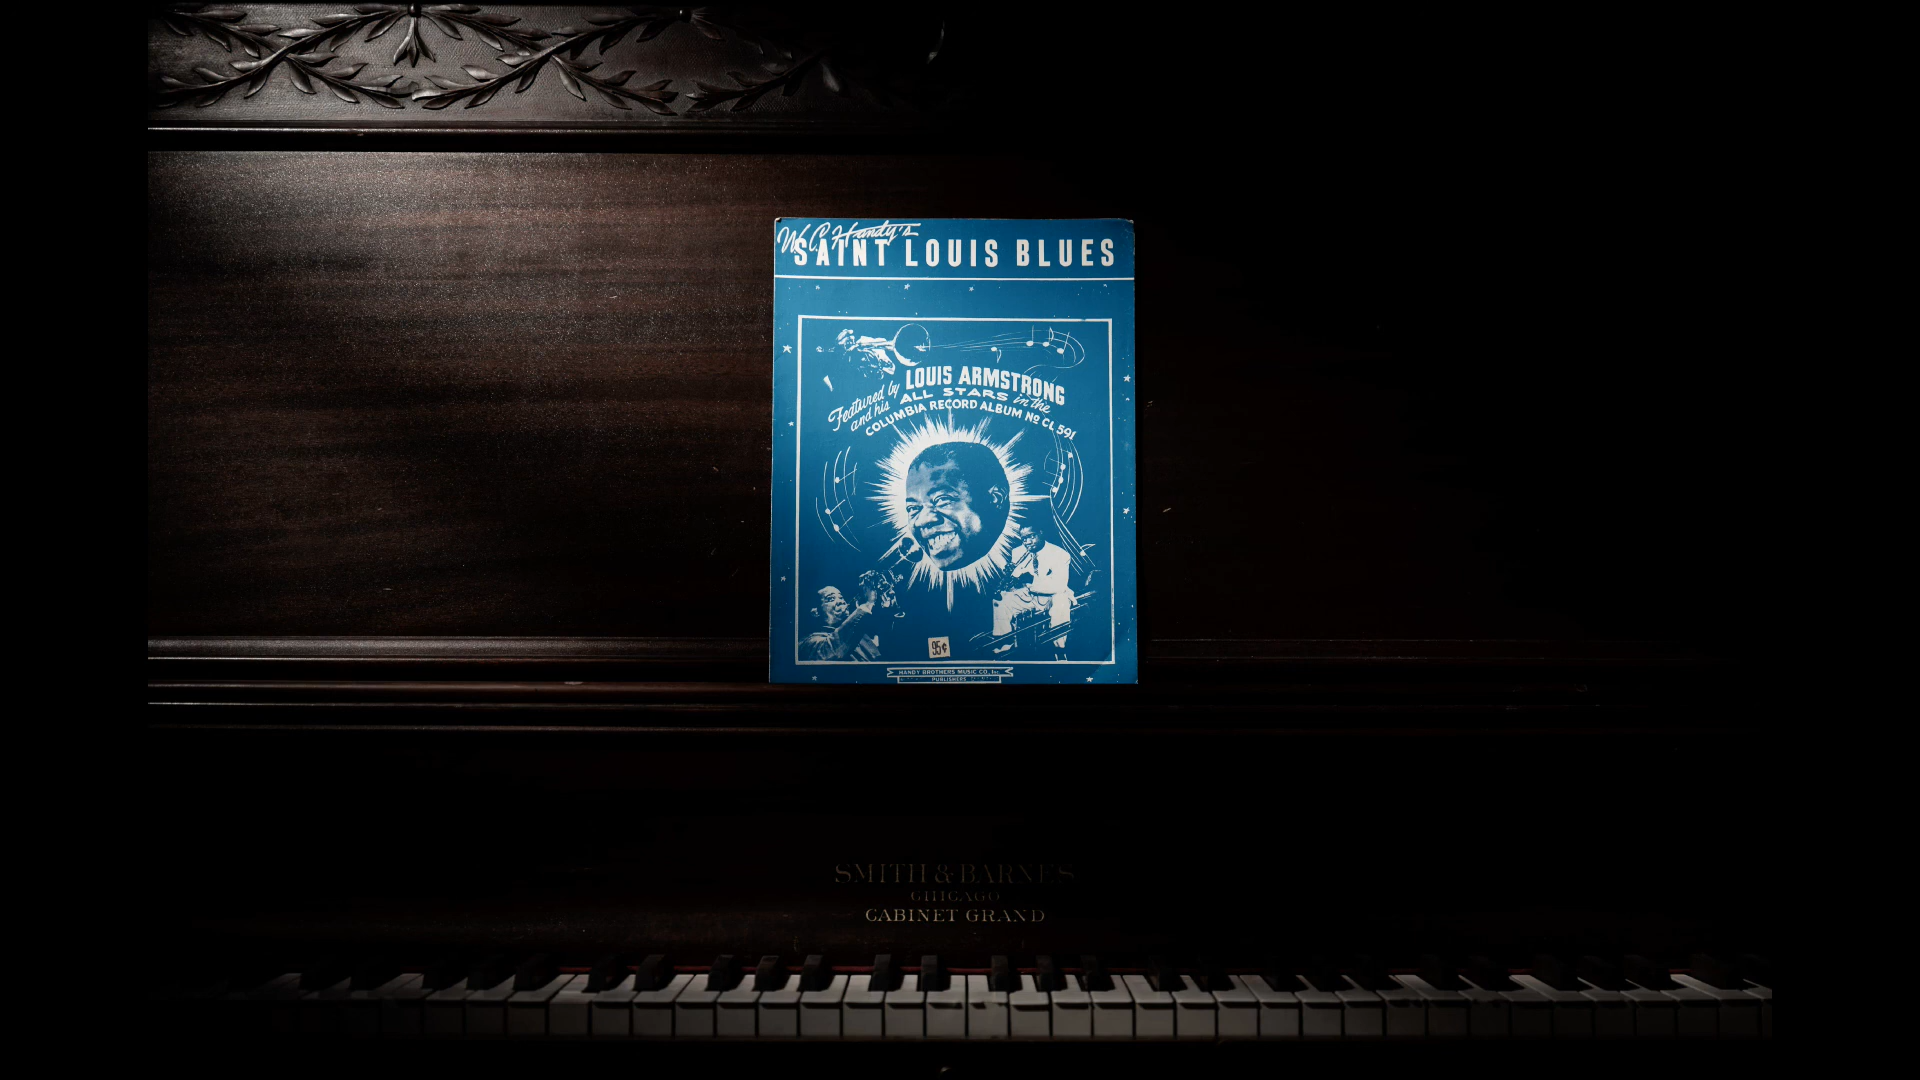 W. C. Handy's
SAINT LOUIS BLUES
Featured by LOUIS ARMSTRONG
and his ALL STARS in the
COLUMBIA RECORD ALBUM No CL 591
95¢
HANDY BROTHERS MUSIC CO., Inc.
PUBLISHERS
SMITH & BARNES
CHICAGO
CABINET GRAND